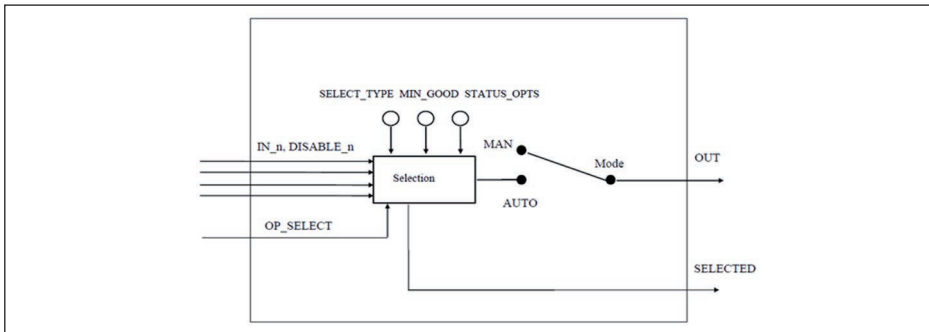 SELECT_TYPE MIN_GOOD STATUS_OPTS
IN_n, DISABLE_n
MAN
Mode
OUT
Selection
AUTO
OP_SELECT
SELECTED